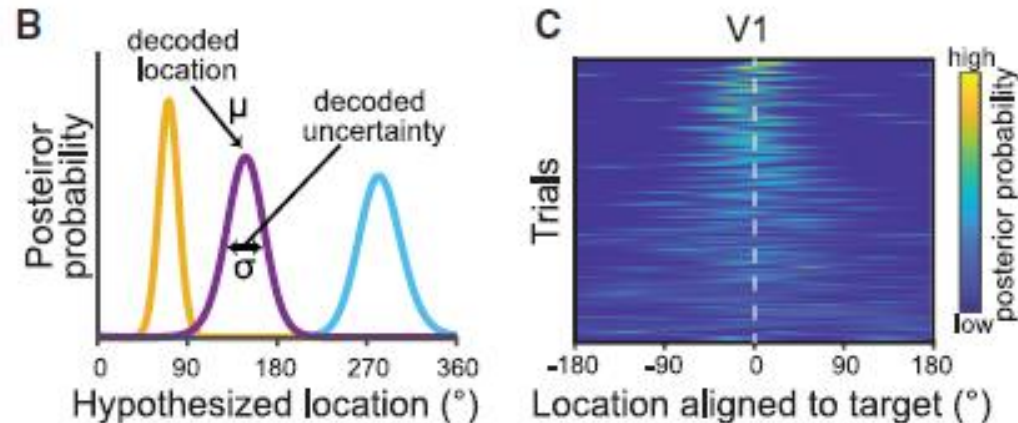 B
decoded
location
μ
decoded
uncertainty
σ
Posteiror
probability
0 90 180 270 360
Hypothesized location (°)
C
V1
Trials
-180 -90 0 90 180
Location aligned to target (°)
high
low
posterior probability